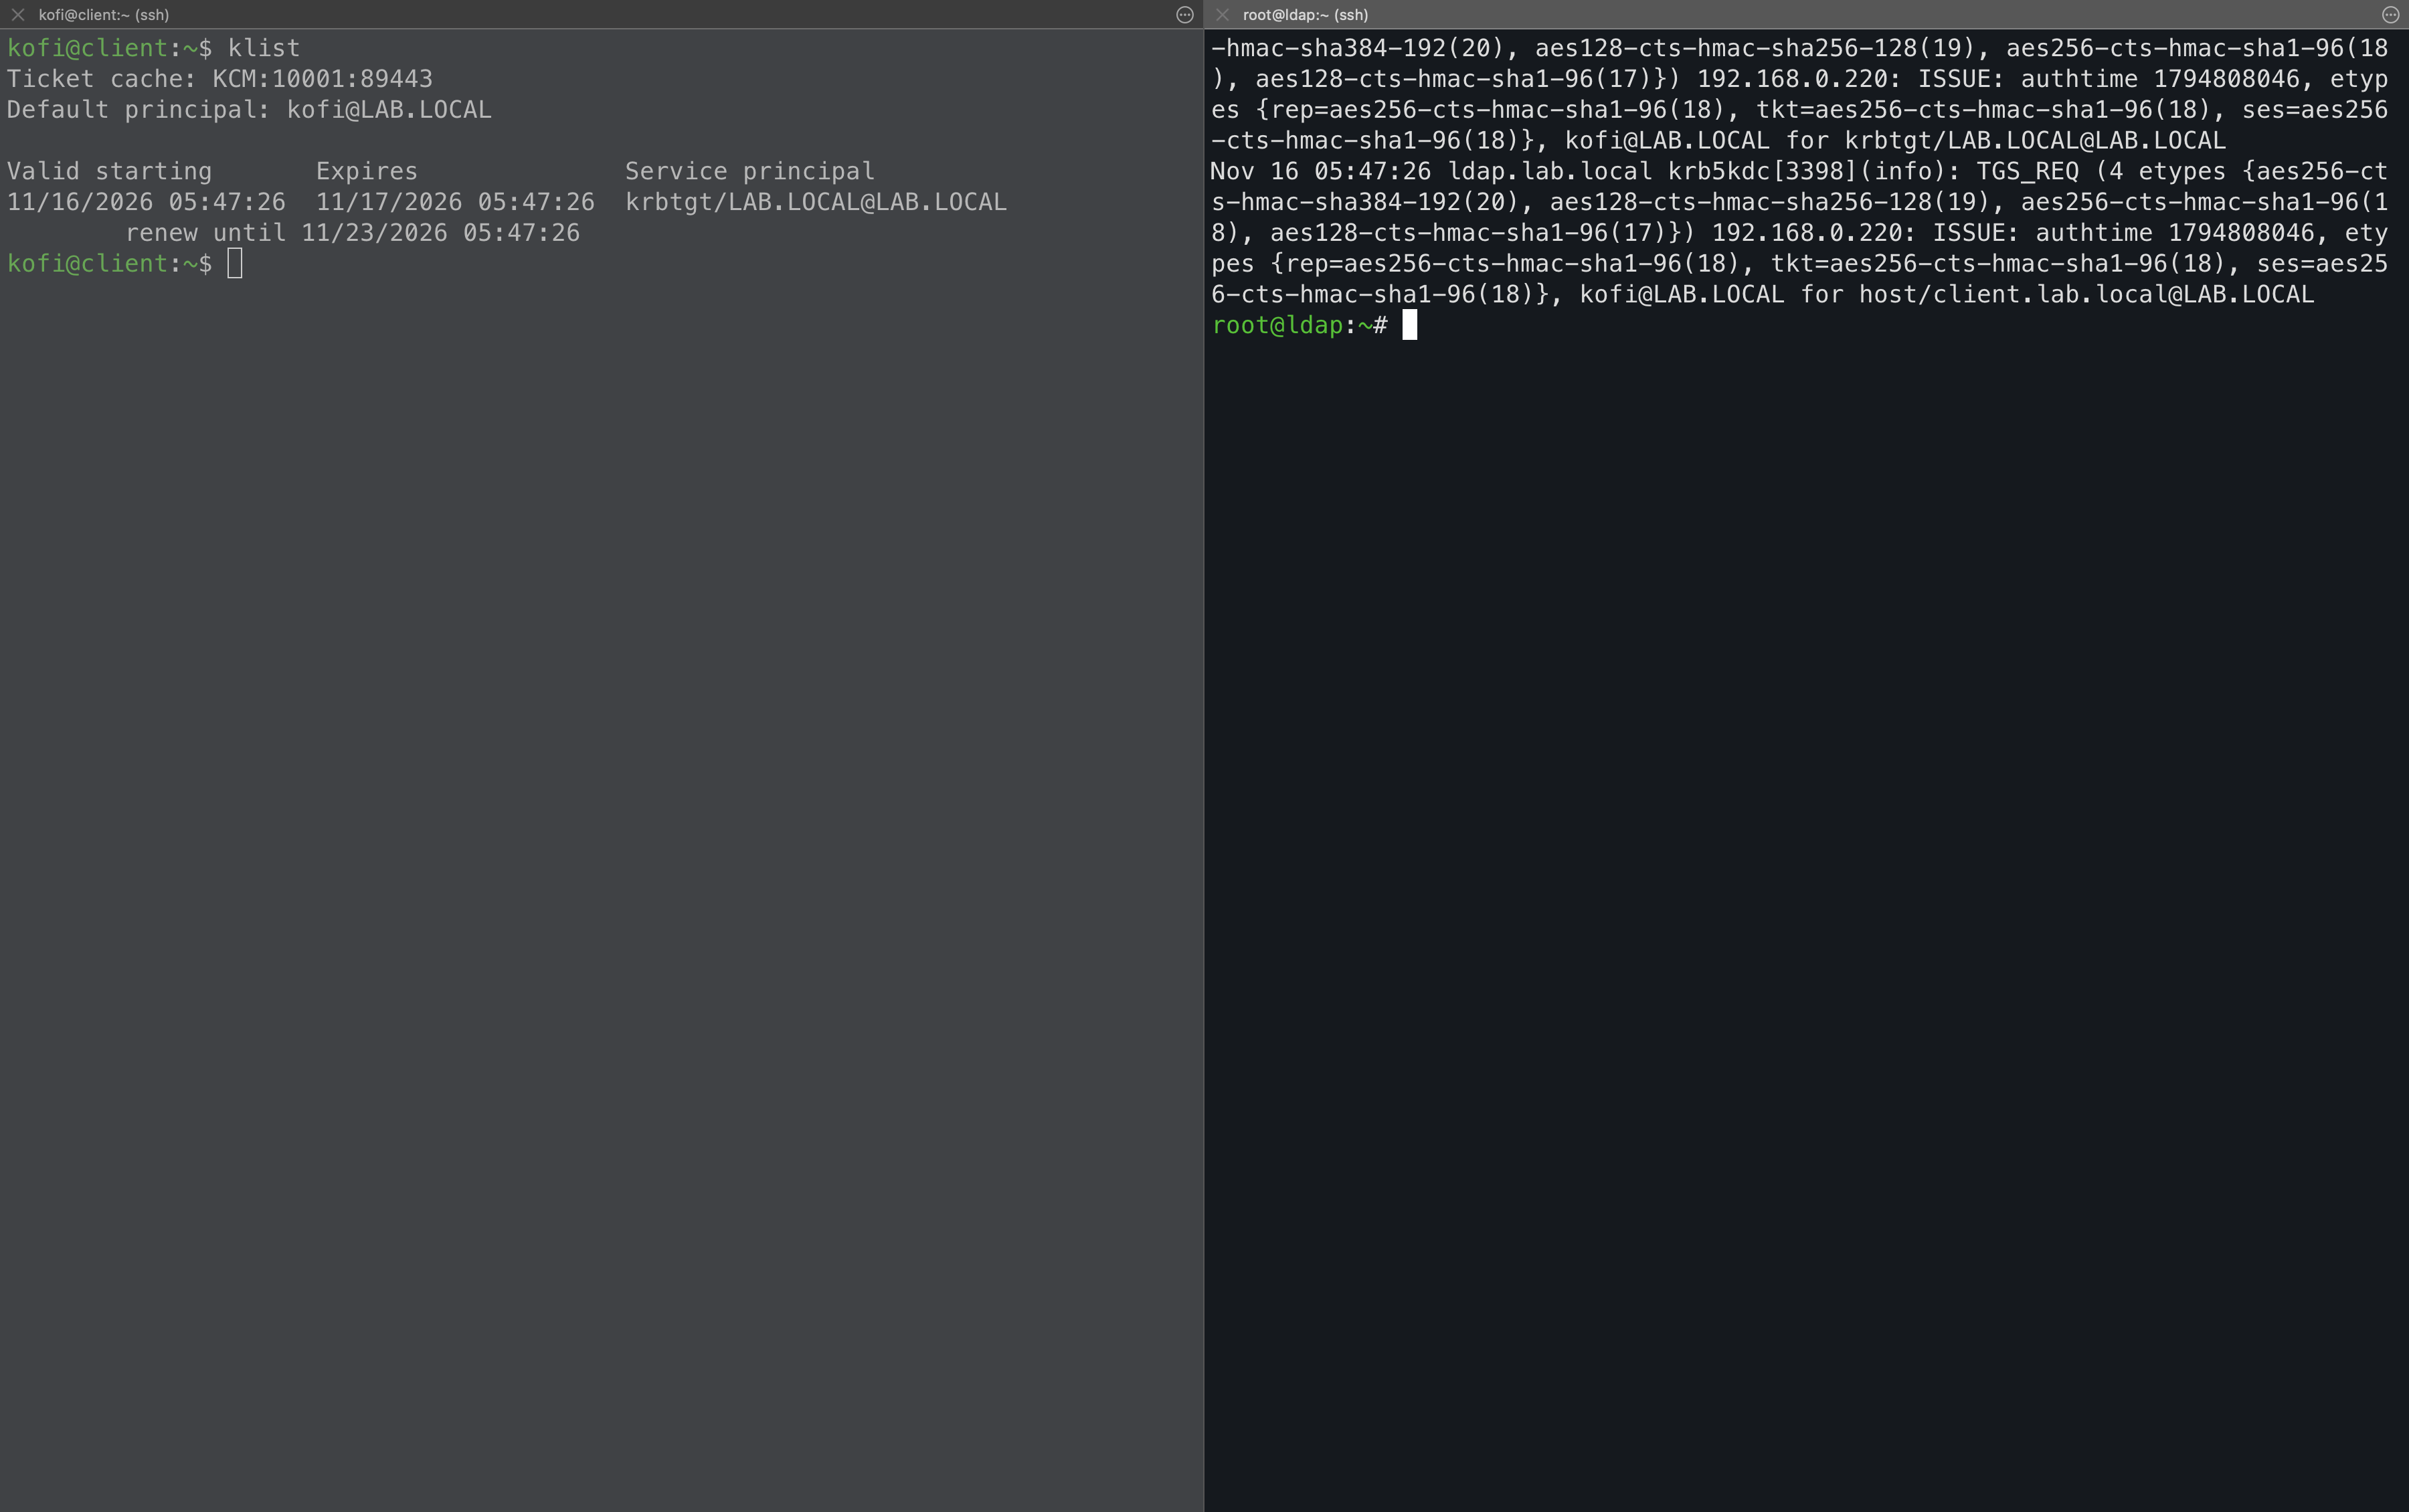 kofi@client:~ (ssh)
kofi@client:~$ klist
Ticket cache: KCM:10001:89443
Default principal: kofi@LAB.LOCAL
Valid starting       Expires              Service principal
11/16/2026 05:47:26  11/17/2026 05:47:26  krbtgt/LAB.LOCAL@LAB.LOCAL
        renew until 11/23/2026 05:47:26
kofi@client:~$
root@ldap:~ (ssh)
-hmac-sha384-192(20), aes128-cts-hmac-sha256-128(19), aes256-cts-hmac-sha1-96(18
), aes128-cts-hmac-sha1-96(17)}) 192.168.0.220: ISSUE: authtime 1794808046, etyp
es {rep=aes256-cts-hmac-sha1-96(18), tkt=aes256-cts-hmac-sha1-96(18), ses=aes256
-cts-hmac-sha1-96(18)}, kofi@LAB.LOCAL for krbtgt/LAB.LOCAL@LAB.LOCAL
Nov 16 05:47:26 ldap.lab.local krb5kdc[3398](info): TGS_REQ (4 etypes {aes256-ct
s-hmac-sha384-192(20), aes128-cts-hmac-sha256-128(19), aes256-cts-hmac-sha1-96(1
8), aes128-cts-hmac-sha1-96(17)}) 192.168.0.220: ISSUE: authtime 1794808046, ety
pes {rep=aes256-cts-hmac-sha1-96(18), tkt=aes256-cts-hmac-sha1-96(18), ses=aes25
6-cts-hmac-sha1-96(18)}, kofi@LAB.LOCAL for host/client.lab.local@LAB.LOCAL
root@ldap:~#